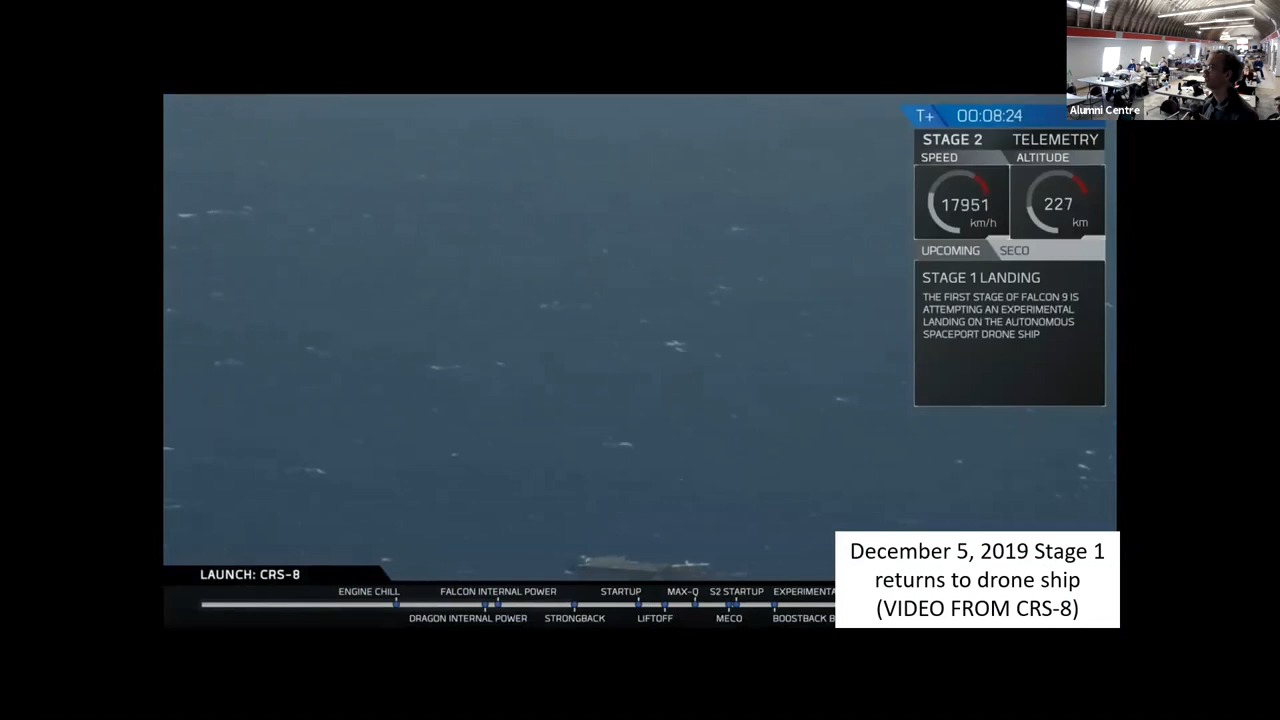 Alumni Centre
T+ 00:08:24
STAGE 2 TELEMETRY
SPEED ALTITUDE
17951 227
km/h km
UPCOMING SECO
STAGE 1 LANDING
THE FIRST STAGE OF FALCON 9 IS
ATTEMPTING AN EXPERIMENTAL
LANDING ON THE AUTONOMOUS
SPACEPORT DRONE SHIP
December 5, 2019 Stage 1
returns to drone ship
(VIDEO FROM CRS-8)
LAUNCH: CRS-8
ENGINE CHILL FALCON INTERNAL POWER STARTUP MAX-Q S2 STARTUP EXPERIMENTA
DRAGON INTERNAL POWER STRONGBACK LIFTOFF MECO BOOSTBACK B